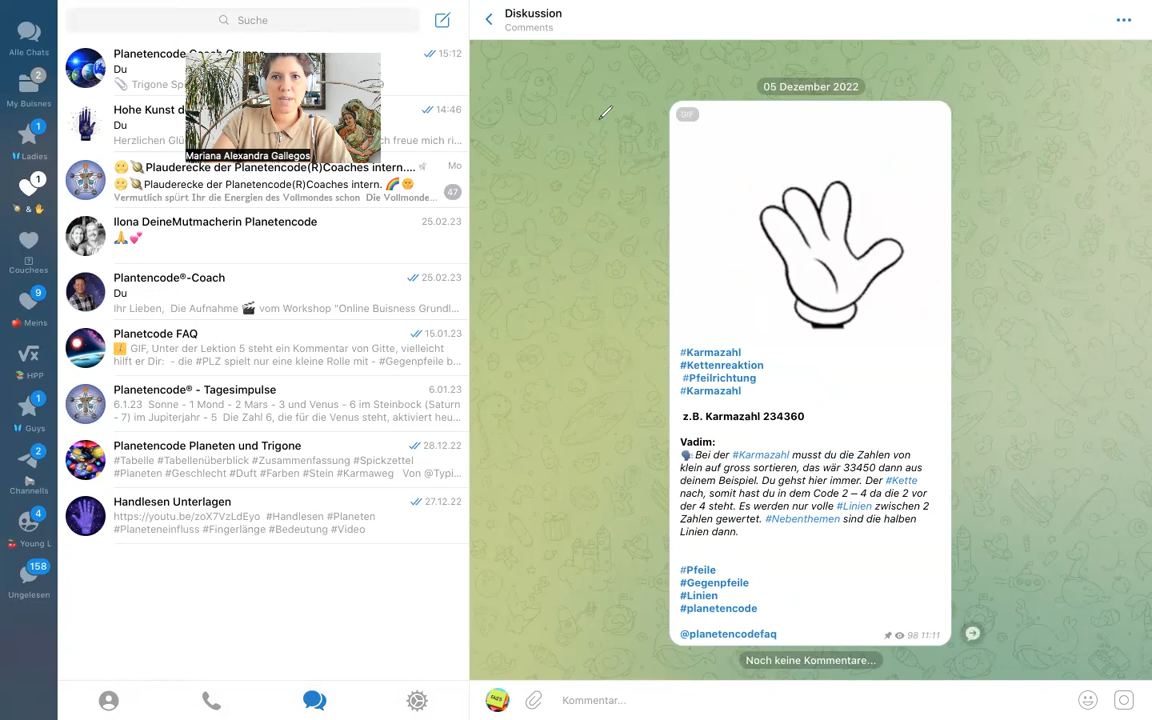 Alle Chats
2
My Buisnes
1
Ladies
1
&
?
Couchees
9
Meins
√x
HPP
1
Guys
2
Channells
4
Young L
158
Ungelesen
Suche
15:12
Du
Trigone
Hohe Kunst d
14:46
Du
ch freue mich ri...
Mariana Alexandra Gallegos
Plauderecke der Planetencode(R)Coaches intern....
Mo
Plauderecke der Planetencode(R)Coaches intern.
Vermutlich spürt Ihr die Energien des Vollmondes schon Die Vollmonde...
47
Ilona DeineMutmacherin Planetencode
25.02.23
Plantencode®-Coach
25.02.23
Du
Ihr Lieben, Die Aufnahme 🎬 vom Workshop "Online Buisness Grundl...
Planetcode FAQ
15.01.23
GIF, Unter der Lektion 5 steht ein Kommentar von Gitte, vielleicht
hilft er Dir: - die #PLZ spielt nur eine kleine Rolle mit - #Gegenpfeile b...
Planetencode® - Tagesimpulse
6.01.23
6.1.23 Sonne - 1 Mond - 2 Mars - 3 und Venus - 6 im Steinbock (Saturn
- 7) im Jupiterjahr - 5 Die Zahl 6, die für die Venus steht, aktiviert heu...
Planetencode Planeten und Trigone
28.12.22
#Tabelle #Tabellenüberblick #Zusammenfassung #Spickzettel
#Planeten #Geschlecht #Duft #Farben #Stein #Karmaweg Von @Typi...
Handlesen Unterlagen
27.12.22
https://youtu.be/zoX7VzLdEyo #Handlesen #Planeten
#Planeteneinfluss #Fingerlänge #Bedeutung #Video
Diskussion
Comments
05 Dezember 2022
GIF
#Karmazahl
#Kettenreaktion
#Pfeilrichtung
#Karmazahl
z.B. Karmazahl 234360
Vadim:
🗣 Bei der #Karmazahl musst du die Zahlen von
klein auf gross sortieren, das wär 33450 dann aus
deinem Beispiel. Du gehst hier immer. Der #Kette
nach, somit hast du in dem Code 2 – 4 da die 2 vor
der 4 steht. Es werden nur volle #Linien zwischen 2
Zahlen gewertet. #Nebenthemen sind die halben
Linien dann.
#Pfeile
#Gegenpfeile
#Linien
#planetencode
@planetencodefaq
98 11:11
Noch keine Kommentare...
Kommentar...